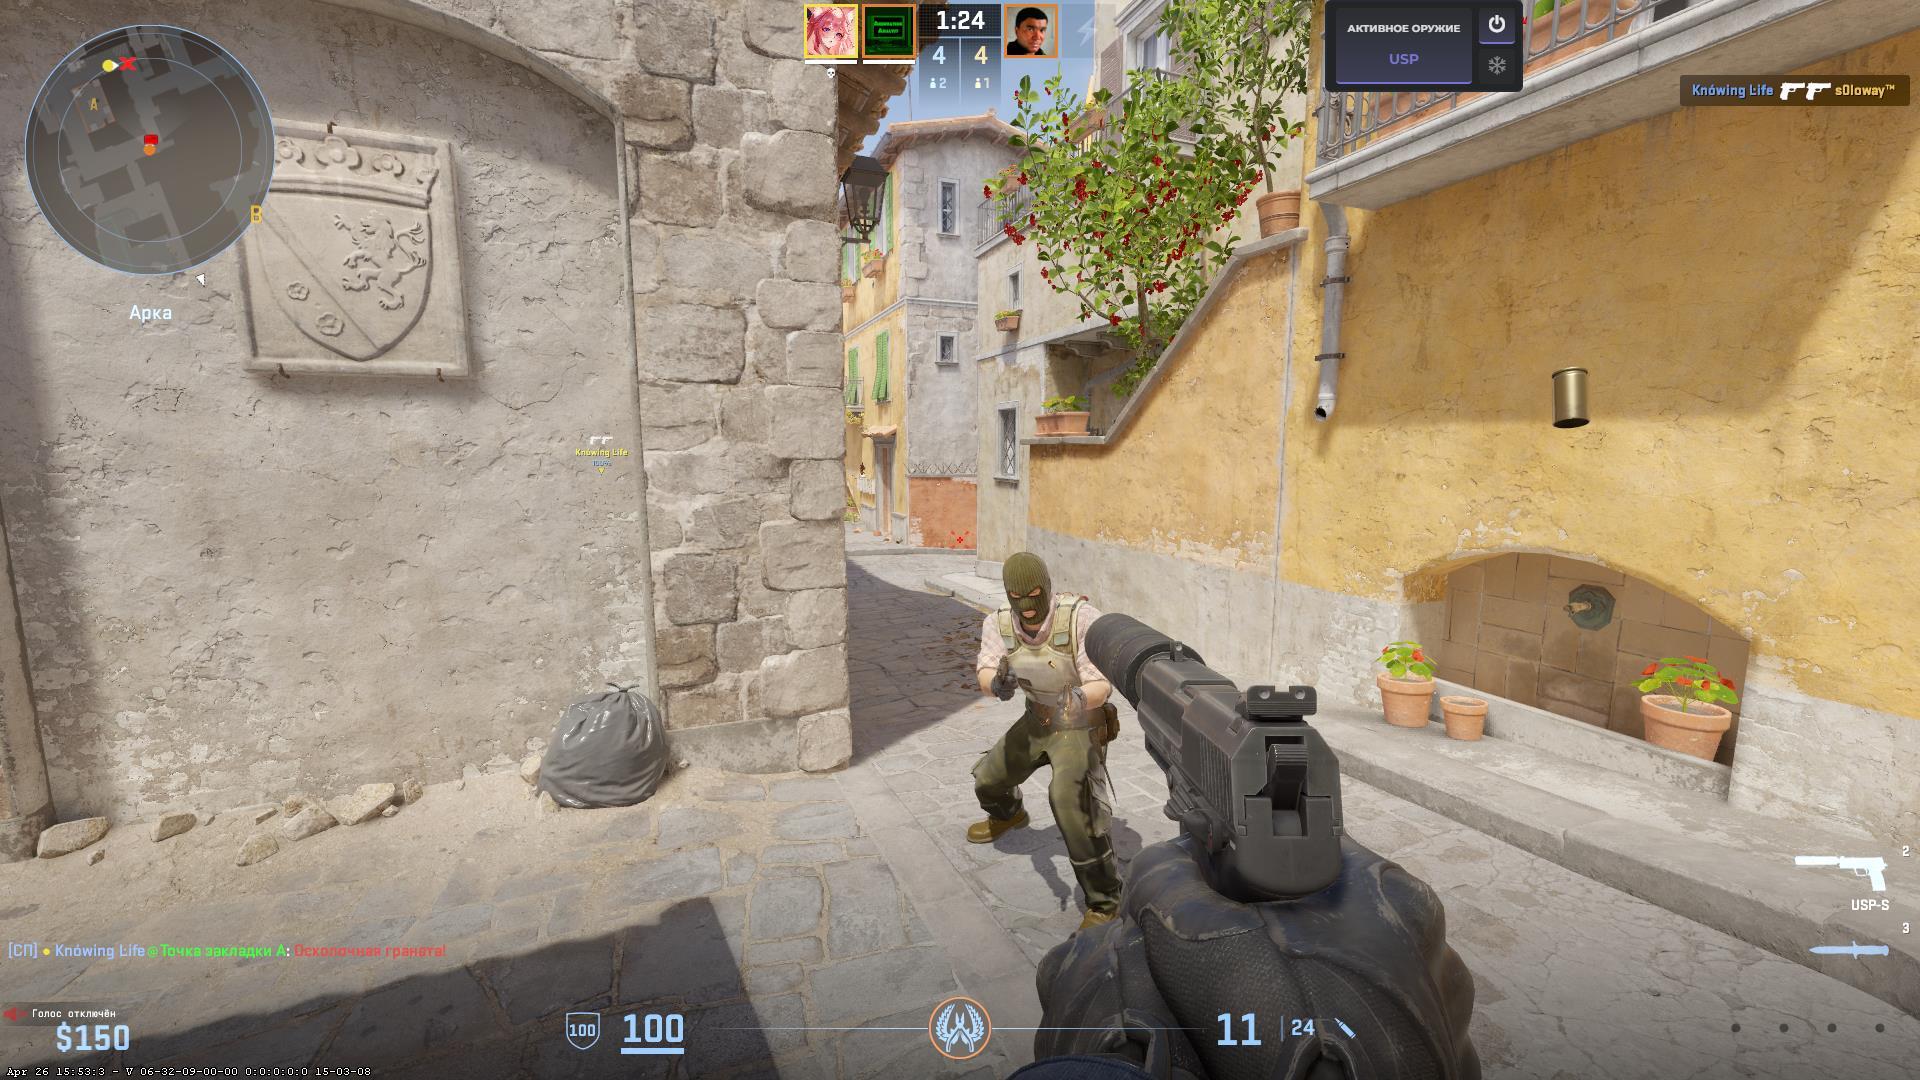 1:24
4
4
2
1
АКТИВНОЕ ОРУЖИЕ
USP
Knówing Life
s0loway™
A
B
Арка
Knówing Life
100%
2
USP-S
3
[СП] ● Knówing Life@Точка закладки A: Осколочная граната!
Голос отключён
$150
100
100
11
24
Apr 26 15:53:3 - V 06-32-09-00-00 0:0:0:0:0 15-03-08